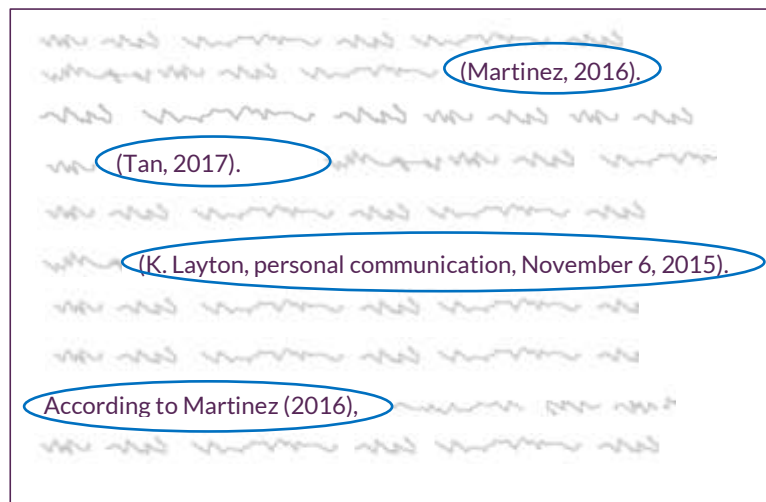 (Martinez, 2016).
(Tan, 2017).
(K. Layton, personal communication, November 6, 2015).
According to Martinez (2016),